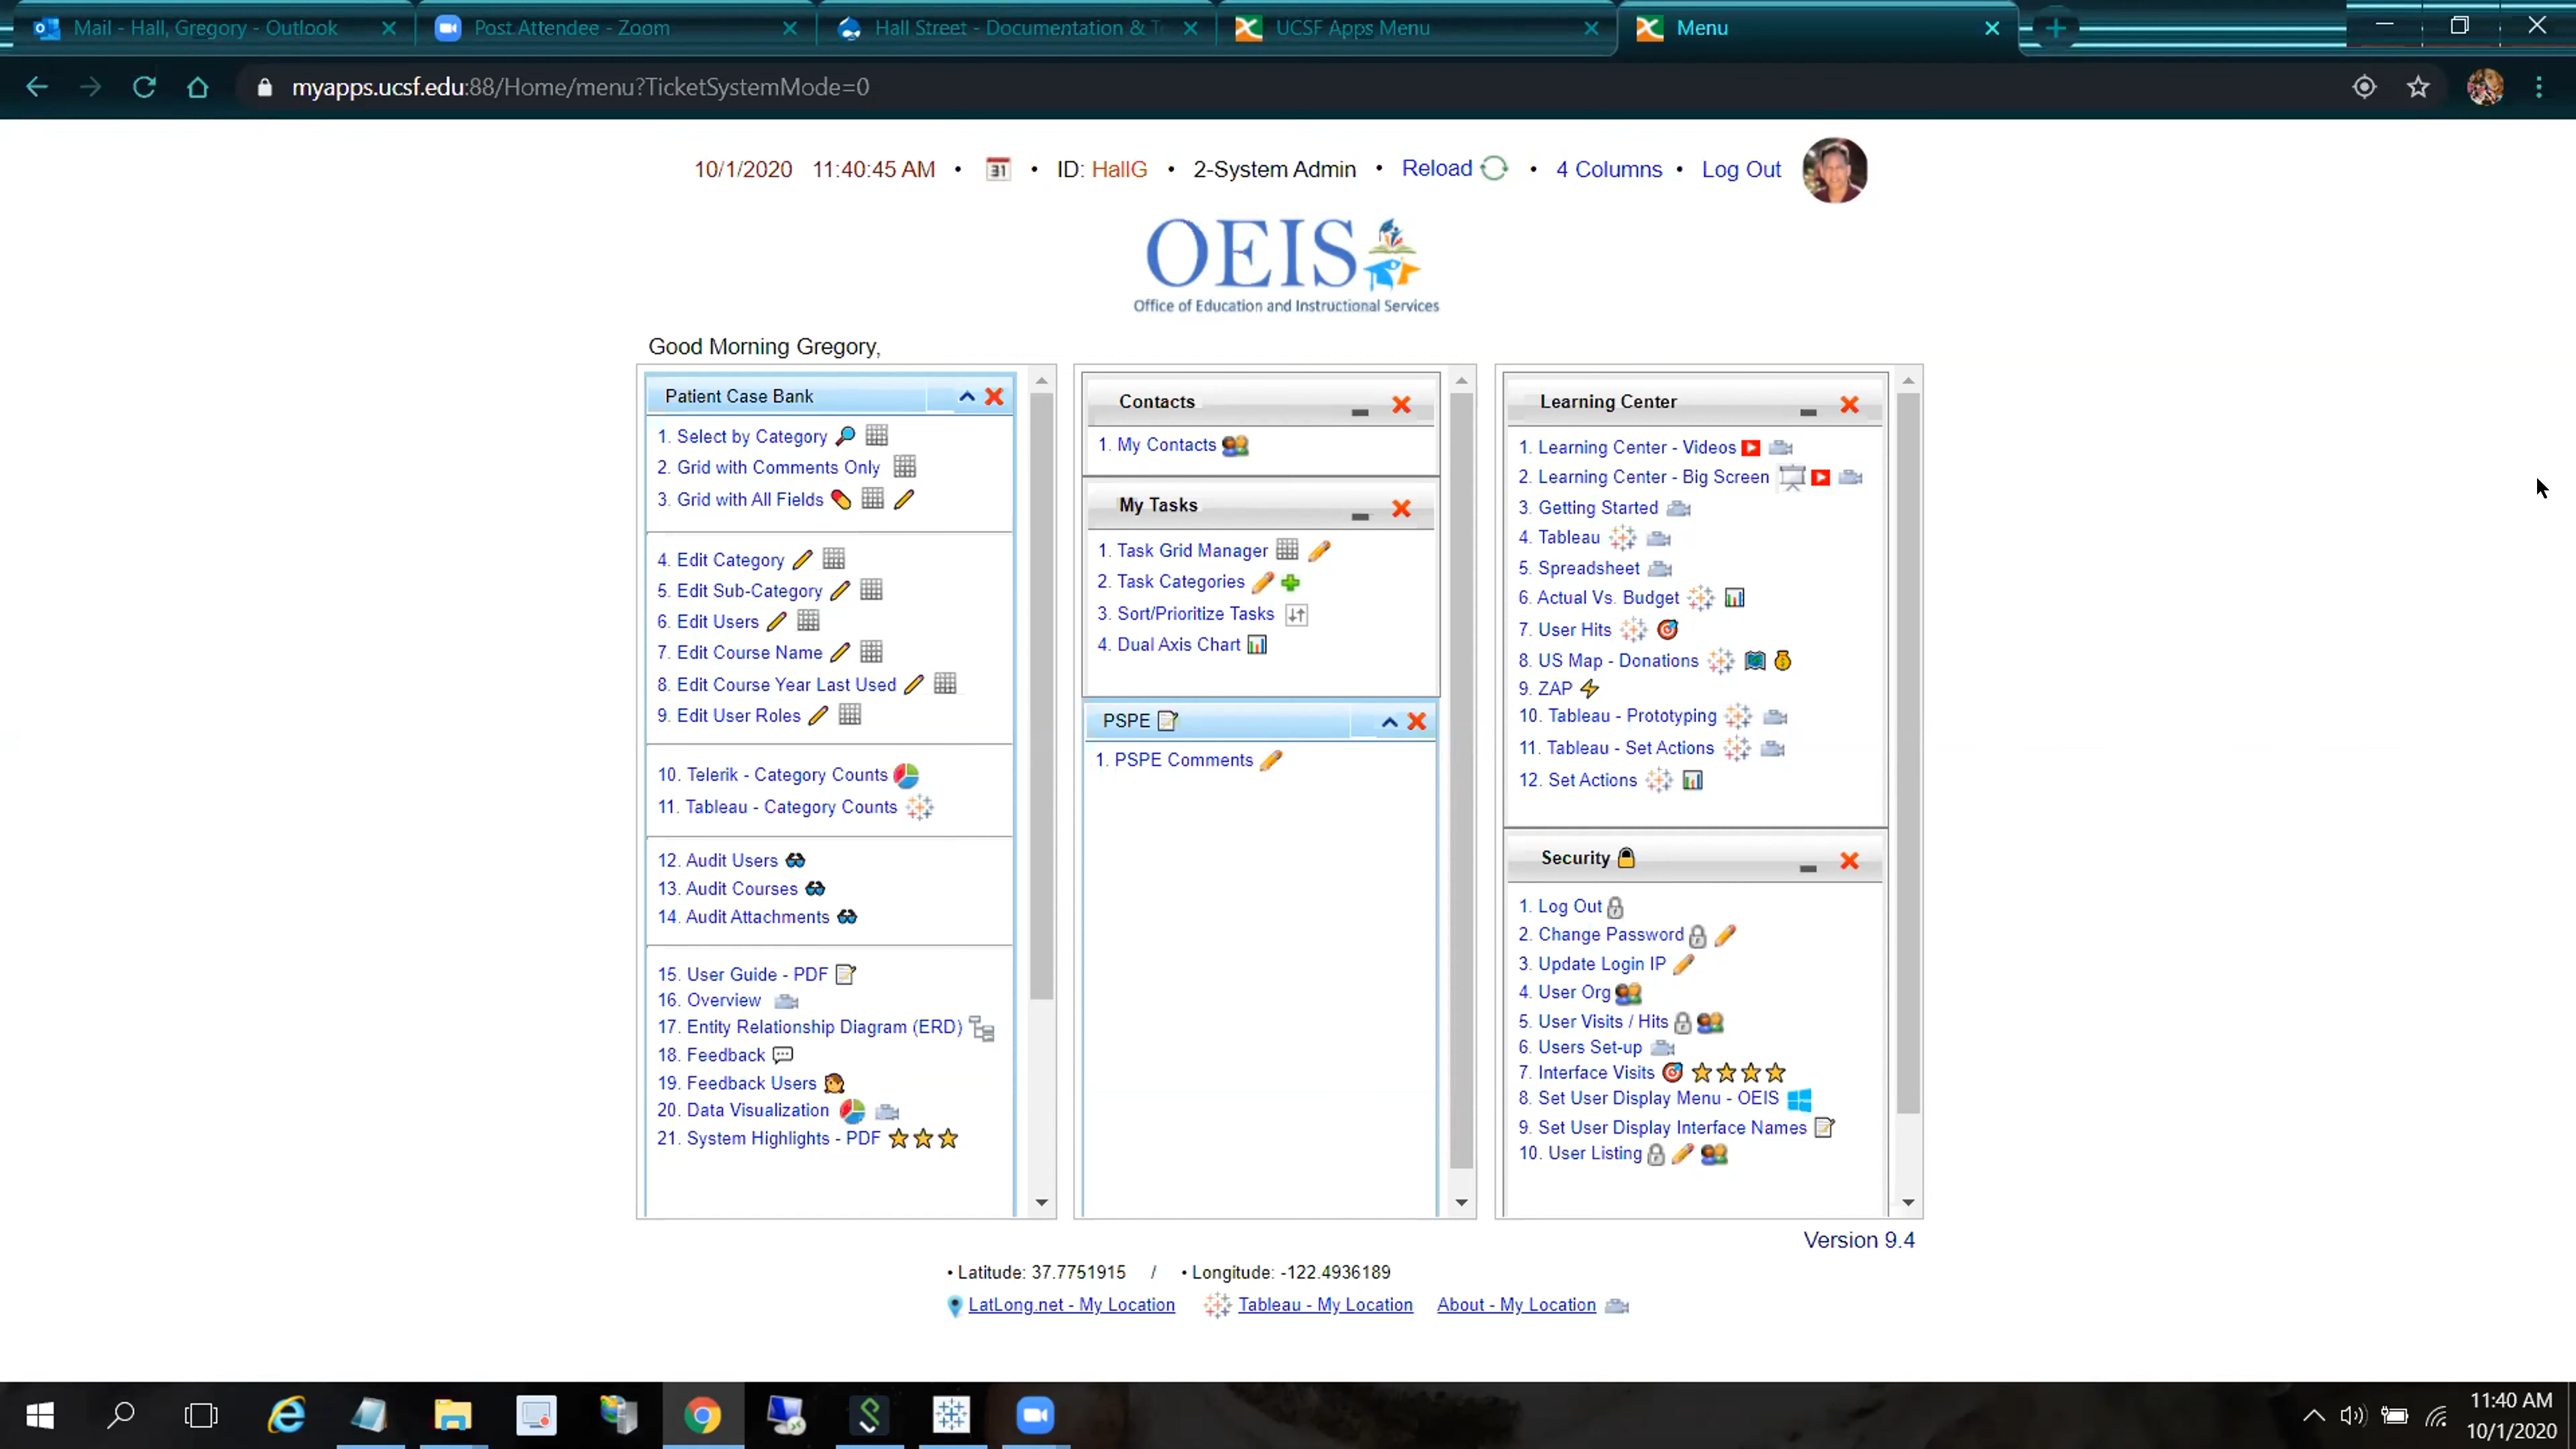 Mail - Hall, Gregory - Outlook
Post Attendee - Zoom
Hall Street - Documentation & T
UCSF Apps Menu
Menu
myapps.ucsf.edu:88/Home/menu?TicketSystemMode=0
10/1/2020 11:40:45 AM • 31 • ID: HallG • 2-System Admin • Reload • 4 Columns • Log Out
OEIS
Office of Education and Instructional Services
Good Morning Gregory,
Patient Case Bank
1. Select by Category
2. Grid with Comments Only
3. Grid with All Fields
4. Edit Category
5. Edit Sub-Category
6. Edit Users
7. Edit Course Name
8. Edit Course Year Last Used
9. Edit User Roles
10. Telerik - Category Counts
11. Tableau - Category Counts
12. Audit Users
13. Audit Courses
14. Audit Attachments
15. User Guide - PDF
16. Overview
17. Entity Relationship Diagram (ERD)
18. Feedback
19. Feedback Users
20. Data Visualization
21. System Highlights - PDF
Contacts
1. My Contacts
My Tasks
1. Task Grid Manager
2. Task Categories
3. Sort/Prioritize Tasks
4. Dual Axis Chart
PSPE
1. PSPE Comments
Learning Center
1. Learning Center - Videos
2. Learning Center - Big Screen
3. Getting Started
4. Tableau
5. Spreadsheet
6. Actual Vs. Budget
7. User Hits
8. US Map - Donations
9. ZAP
10. Tableau - Prototyping
11. Tableau - Set Actions
12. Set Actions
Security
1. Log Out
2. Change Password
3. Update Login IP
4. User Org
5. User Visits / Hits
6. Users Set-up
7. Interface Visits
8. Set User Display Menu - OEIS
9. Set User Display Interface Names
10. User Listing
Version 9.4
• Latitude: 37.7751915 / • Longitude: -122.4936189
LatLong.net - My Location Tableau - My Location About - My Location
11:40 AM
10/1/2020